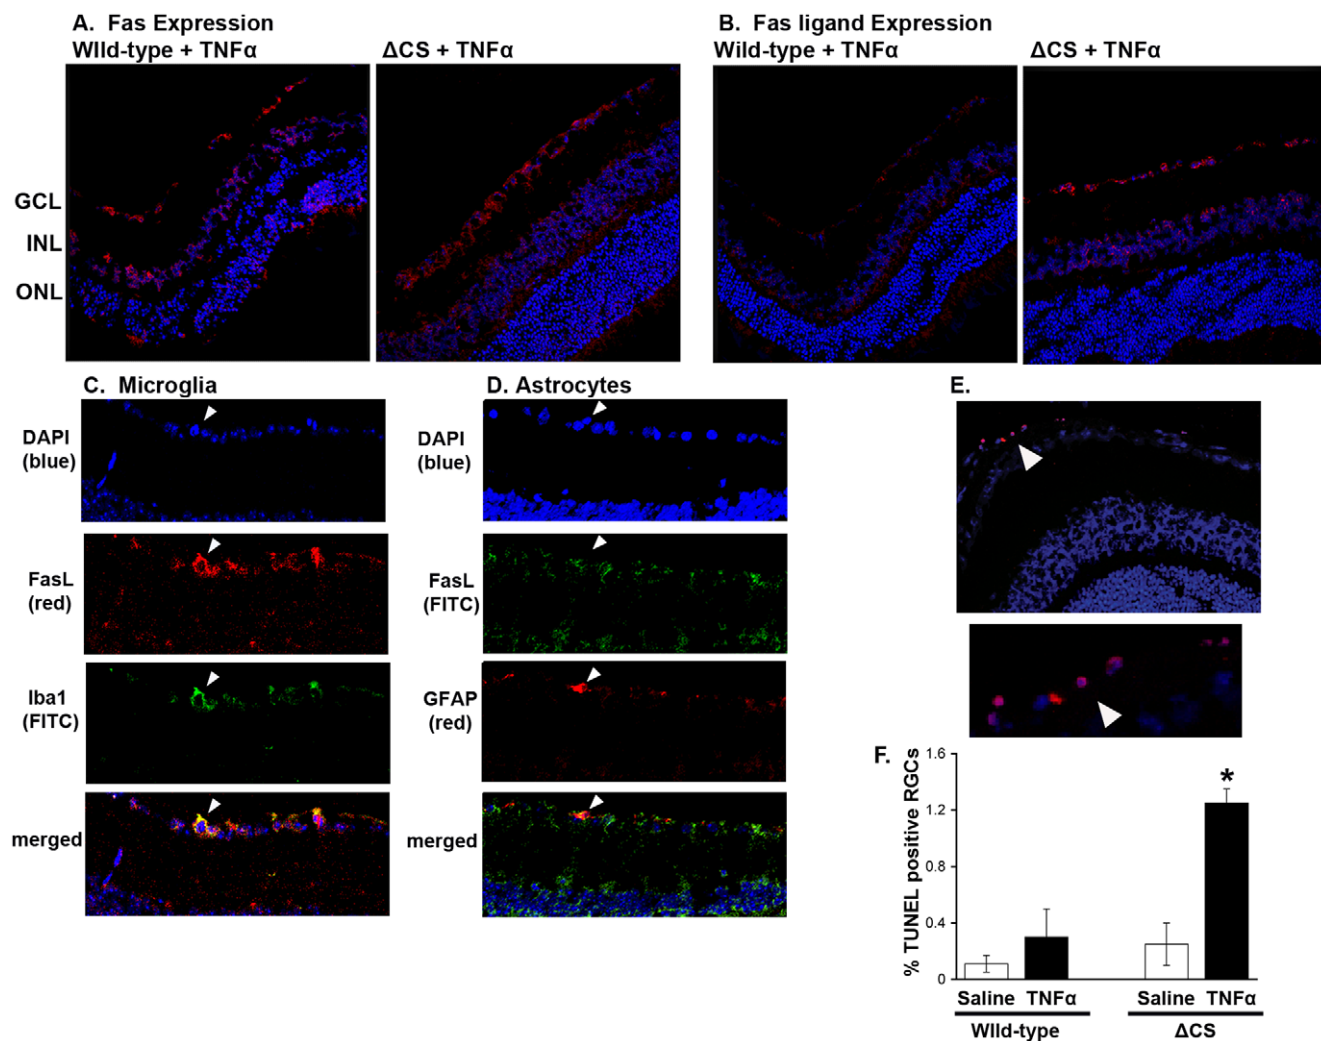 A. Fas Expression
WIld-type + TNFα
ΔCS + TNFα
B. Fas ligand Expression
Wild-type + TNFα
ΔCS + TNFα
GCL
INL
ONL
C. Microglia
DAPI
(blue)
FasL
(red)
Iba1
(FITC)
merged
D. Astrocytes
DAPI
(blue)
FasL
(FITC)
GFAP
(red)
merged
E.
F.
% TUNEL positive RGCs
1.6
1.2
0.8
0.4
0
*
Saline TNFα
WIld-type
Saline TNFα
ΔCS